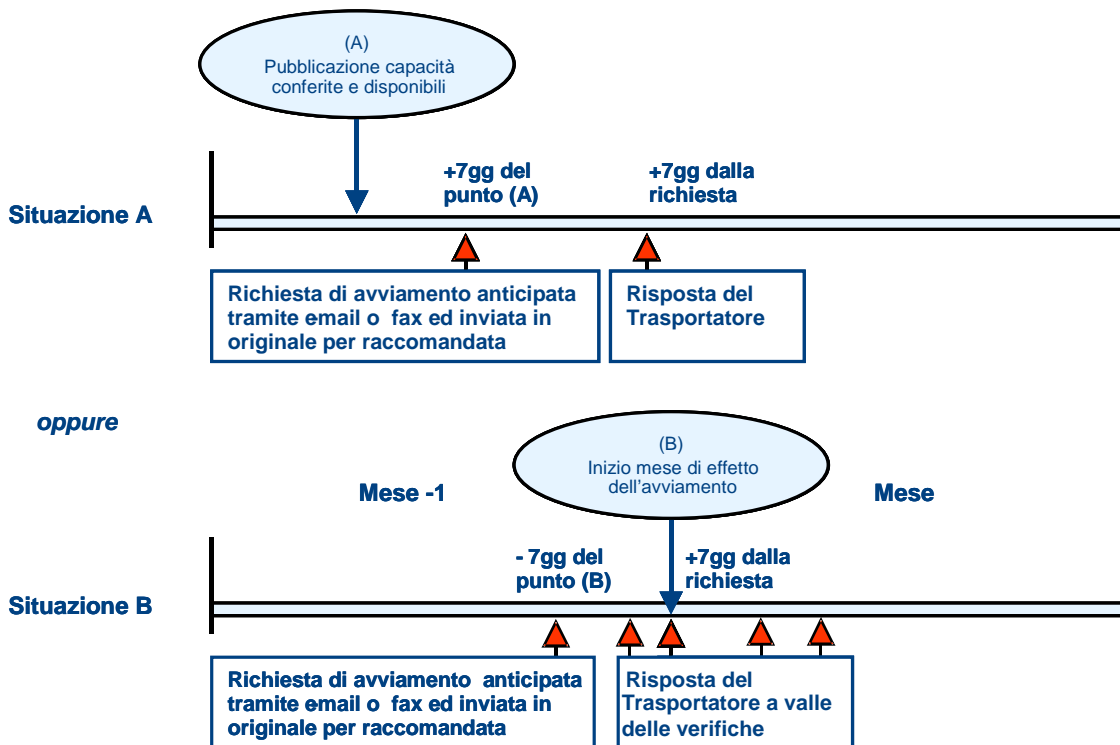 (A)
Pubblicazione capacità
conferite e disponibili
+7gg del
punto (A)
+7gg dalla
richiesta
Situazione A
Richiesta di avviamento anticipata
tramite email o fax ed inviata in
originale per raccomandata
Risposta del
Trasportatore
oppure
(B)
Inizio mese di effetto
dell'avviamento
Mese -1
Mese
- 7gg del
punto (B)
+7gg dalla
richiesta
Situazione B
Richiesta di avviamento anticipata
tramite email o fax ed inviata in
originale per raccomandata
Risposta del
Trasportatore a valle
delle verifiche